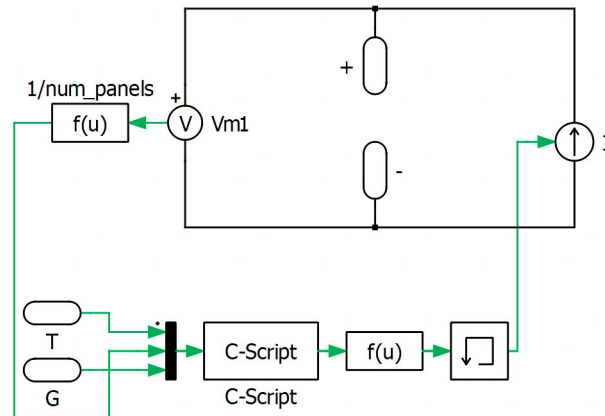 +
1/num_panels
+
f(u)
V
Vm1
-
T
G
C-Script
f(u)
C-Script